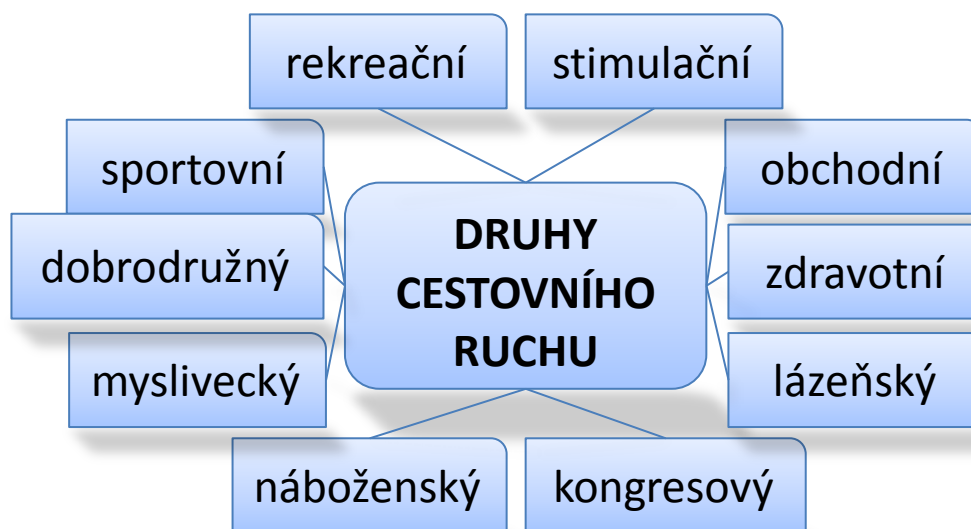 rekreační
stimulační
sportovní
obchodní
DRUHY
CESTOVNÍHO
RUCHU
dobrodružný
zdravotní
myslivecký
lázeňský
náboženský
kongresový